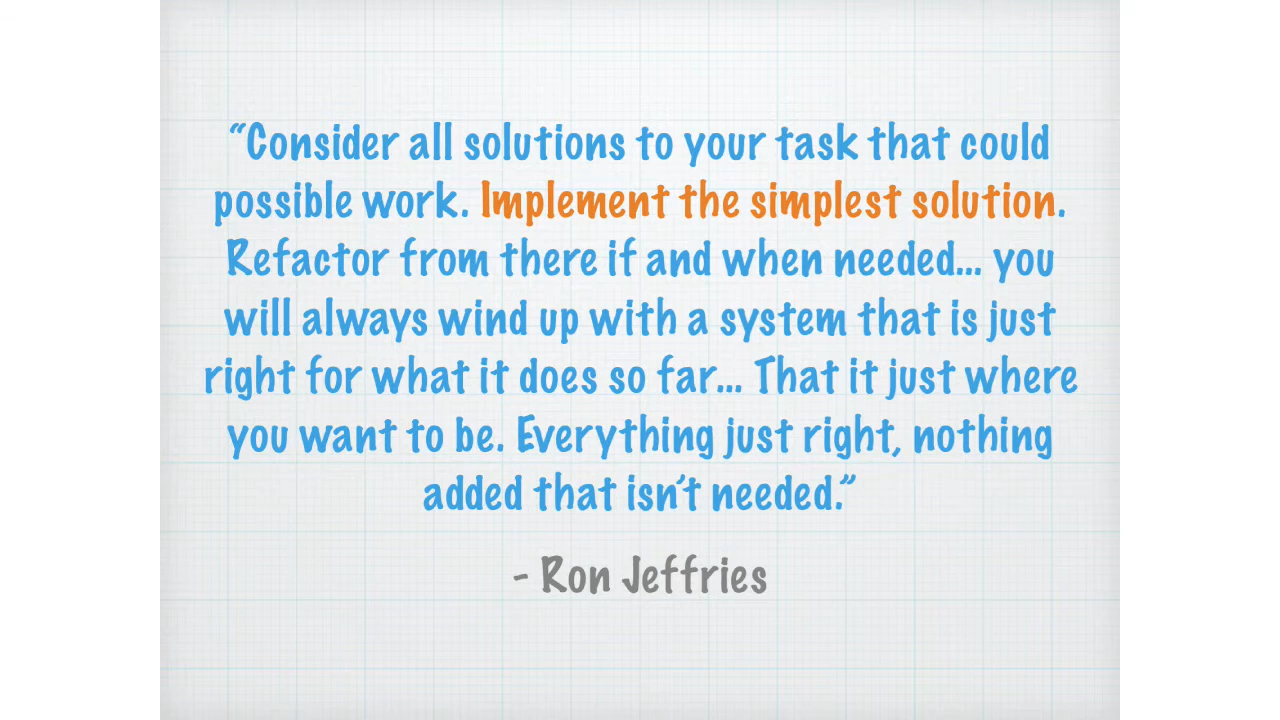 “Consider all solutions to your task that could
possible work. Implement the simplest solution.
Refactor from there if and when needed... you
will always wind up with a system that is just
right for what it does so far... That it just where
you want to be. Everything just right, nothing
added that isn’t needed.”
- Ron Jeffries